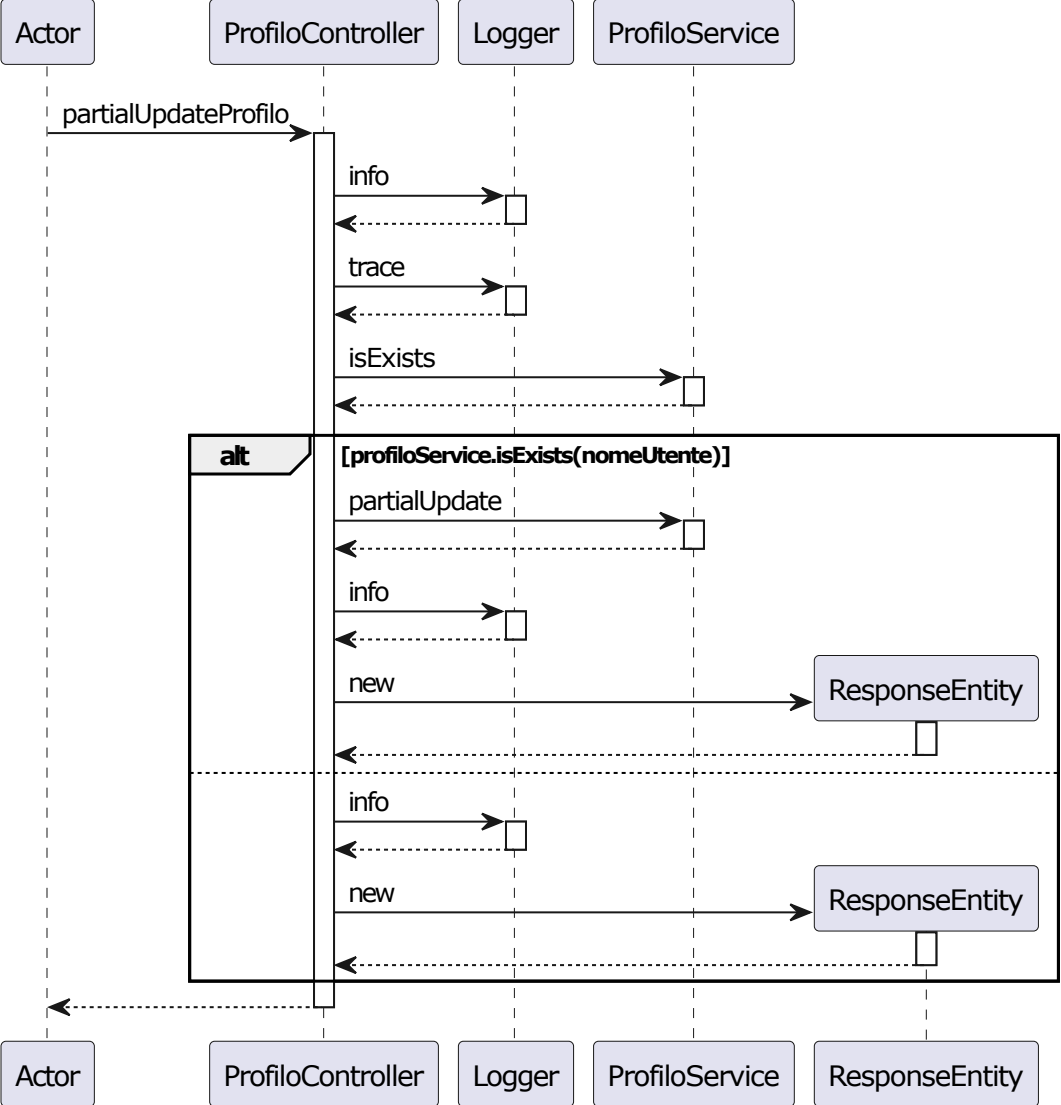 Actor ProfiloController Logger ProfiloService
partialUpdateProfilo
info
trace
isExists
alt [profiloService.isExists(nomeUtente)]
partialUpdate
info
new
ResponseEntity
info
new
ResponseEntity
Actor ProfiloController Logger ProfiloService ResponseEntity